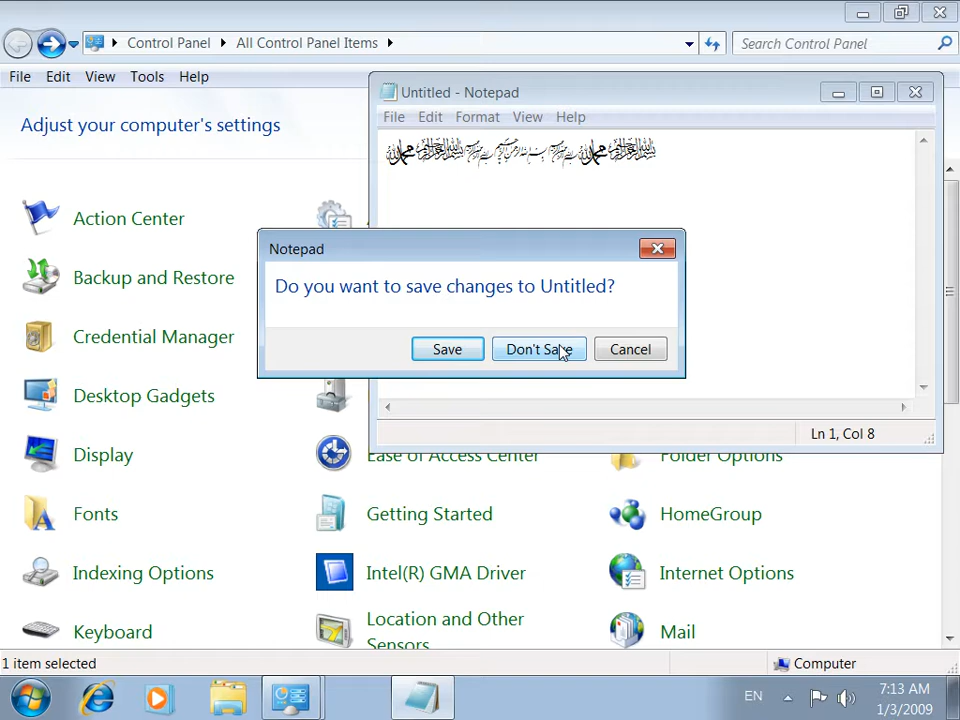 Control Panel
All Control Panel Items
Search Control Panel
File Edit View Tools Help
Adjust your computer's settings
Action Center
Backup and Restore
Credential Manager
Desktop Gadgets
Display
Ease of Access Center
Folder Options
Fonts
Getting Started
HomeGroup
Indexing Options
Intel(R) GMA Driver
Internet Options
Keyboard
Location and Other
Sensors
Mail
Untitled - Notepad
File Edit Format View Help
Ln 1, Col 8
Notepad
Do you want to save changes to Untitled?
Save Don't Save Cancel
1 item selected
Computer
EN
7:13 AM
1/3/2009